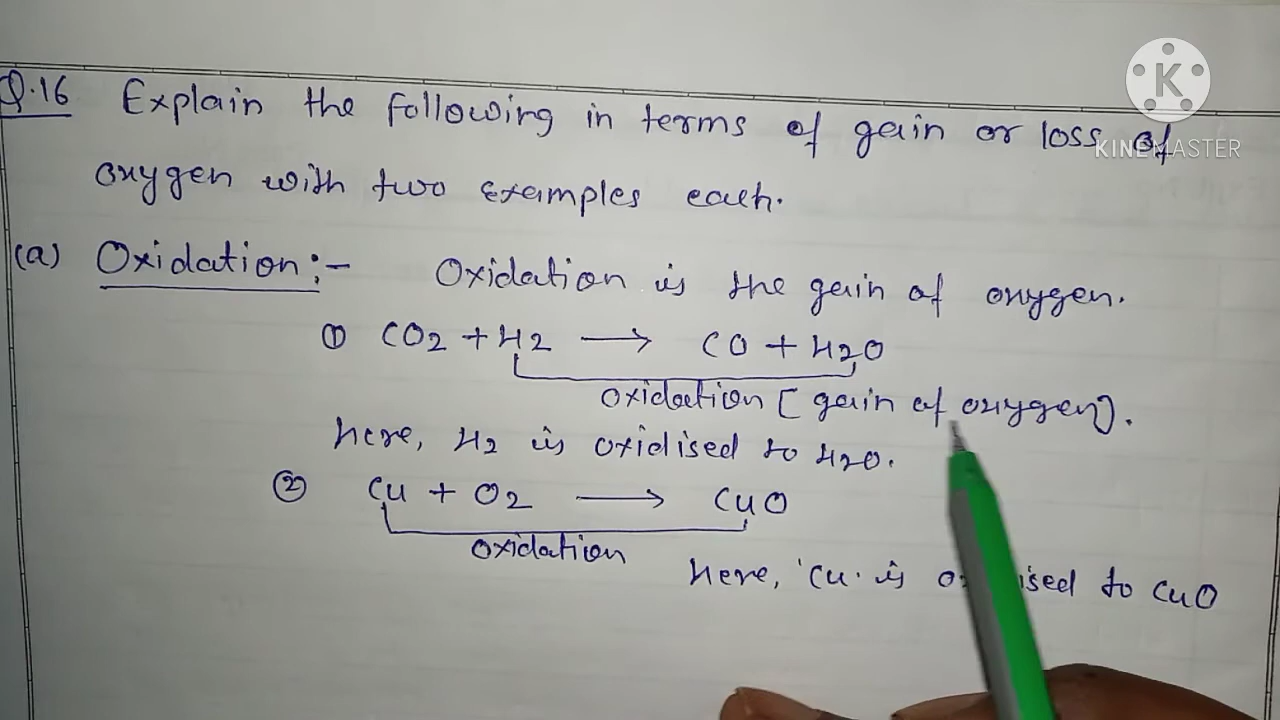 Q.16 Explain the following in terms of gain or loss of
oxygen with two examples each.
(a) Oxidation :- Oxidation is the gain of oxygen.
① CO2 + H2 → CO + H2O
Oxidation [gain of oxygen].
here, H2 is oxidised to H2O.
② Cu + O2 → CuO
oxidation
here, Cu is to CuO
K
KINEMASTER